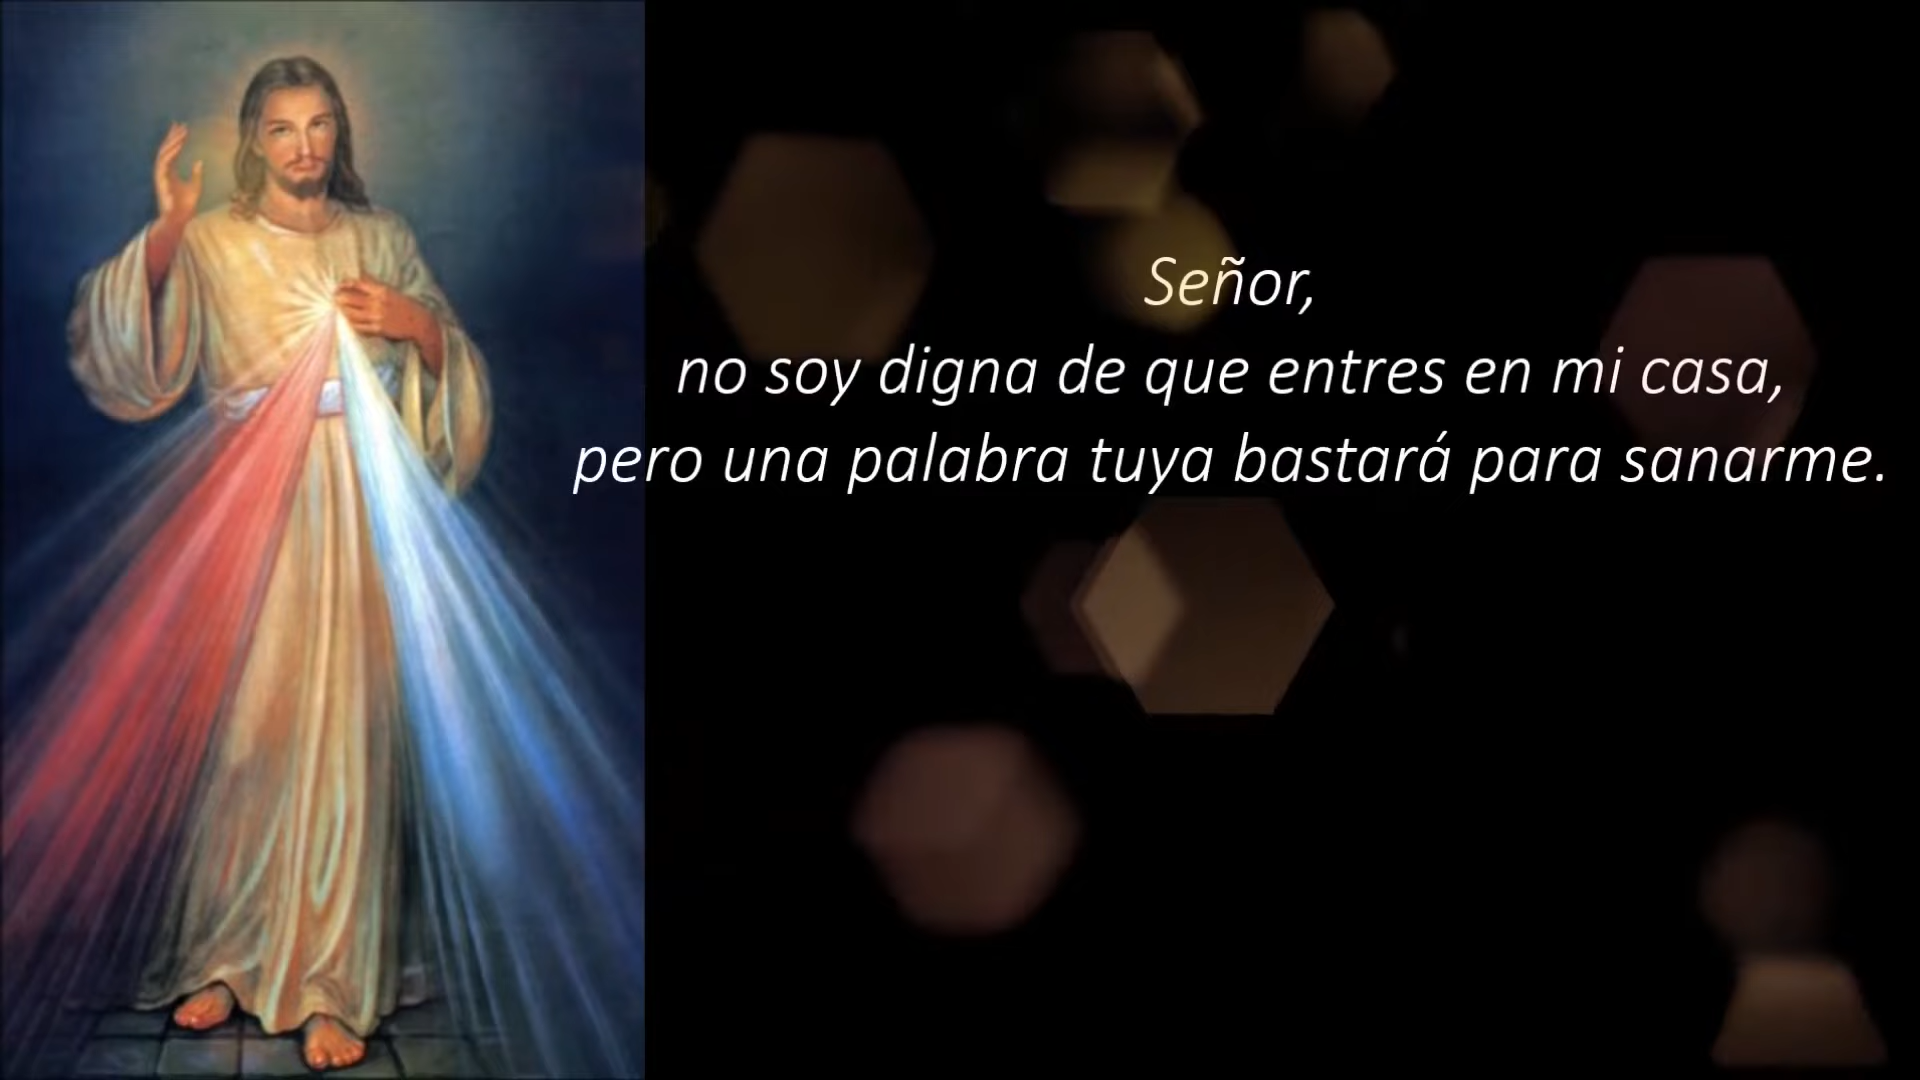 Señor,
no soy digna de que entres en mi casa,
pero una palabra tuya bastará para sanarme.